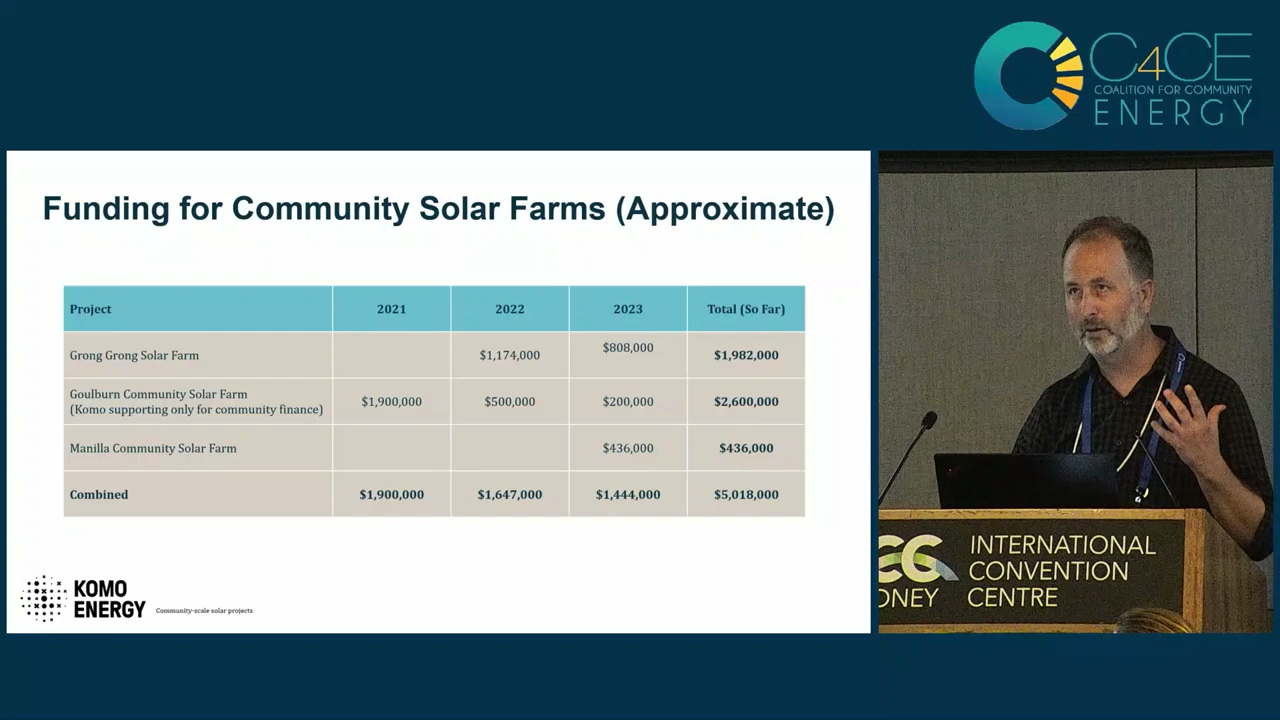 C4CE
COALITION FOR COMMUNITY
ENERGY
Funding for Community Solar Farms (Approximate)
Project 2021 2022 2023 Total (So Far)
Grong Grong Solar Farm $1,174,000 $808,000 $1,982,000
Goulburn Community Solar Farm
(Komo supporting only for community finance) $1,900,000 $500,000 $200,000 $2,600,000
Manilla Community Solar Farm $436,000 $436,000
Combined $1,900,000 $1,647,000 $1,444,000 $5,018,000
KOMO
ENERGY
Community-scale solar projects
INTERNATIONAL
CONVENTION
DNEY CENTRE